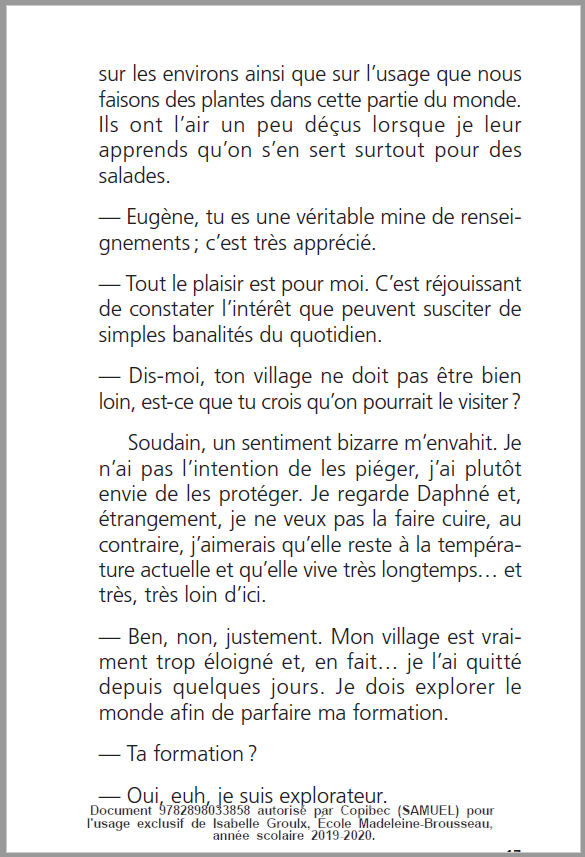 sur les environs ainsi que sur l'usage que nous
faisons des plantes dans cette partie du monde.
Ils ont l'air un peu déçus lorsque je leur
apprends qu'on s'en sert surtout pour des
salades.
— Eugène, tu es une véritable mine de rensei-
gnements ; c'est très apprécié.
— Tout le plaisir est pour moi. C'est réjouissant
de constater l'intérêt que peuvent susciter de
simples banalités du quotidien.
— Dis-moi, ton village ne doit pas être bien
loin, est-ce que tu crois qu'on pourrait le visiter ?
Soudain, un sentiment bizarre m'envahit. Je
n'ai pas l'intention de les piéger, j'ai plutôt
envie de les protéger. Je regarde Daphné et,
étrangement, je ne veux pas la faire cuire, au
contraire, j'aimerais qu'elle reste à la tempéra-
ture actuelle et qu'elle vive très longtemps… et
très, très loin d'ici.
— Ben, non, justement. Mon village est vrai-
ment trop éloigné et, en fait… je l'ai quitté
depuis quelques jours. Je dois explorer le
monde afin de parfaire ma formation.
— Ta formation ?
— Oui, euh, je suis explorateur.
Document 9782898033858 autorisé par Copibec (SAMUEL) pour
l'usage exclusif de Isabelle Groulx, École Madeleine-Brousseau,
année scolaire 2019-2020.